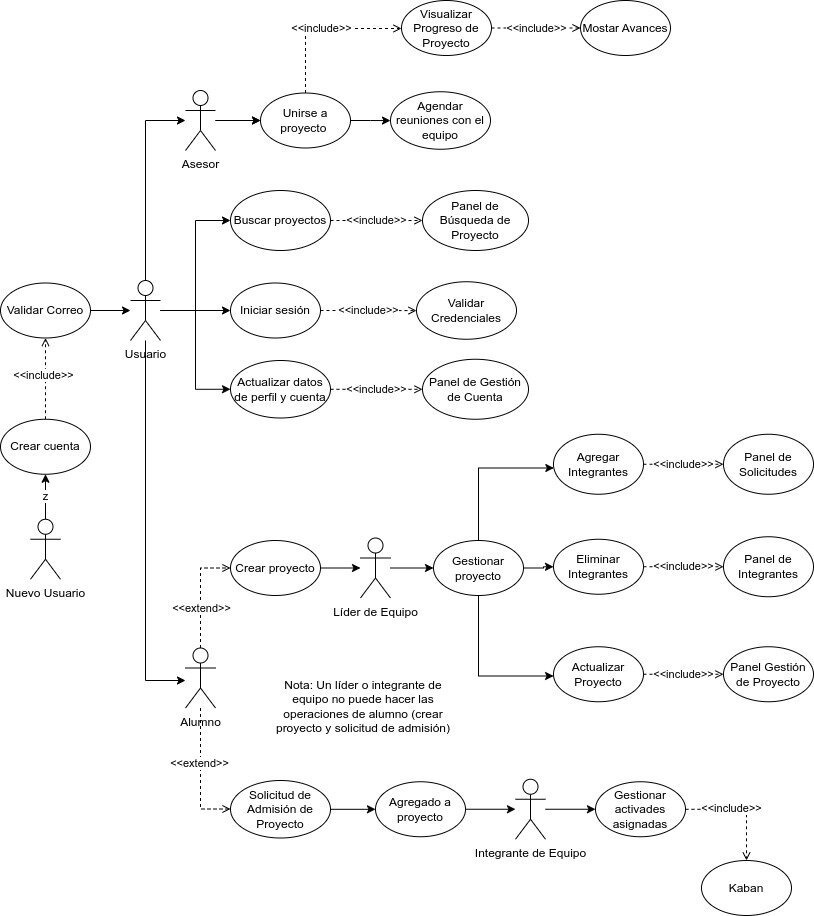 Visualizar
Progreso de
Proyecto
<<include>>
<<include>>
Mostar Avances
Unirse a
proyecto
Agendar
reuniones con el
equipo
Asesor
Buscar proyectos
<<include>>
Panel de
Búsqueda de
Proyecto
Validar Correo
Usuario
Iniciar sesión
<<include>>
Validar
Credenciales
<<include>>
Actualizar datos
de perfil y cuenta
<<include>>
Panel de Gestión
de Cuenta
Crear cuenta
z
Nuevo Usuario
Agregar
Integrantes
<<include>>
Panel de
Solicitudes
Crear proyecto
Líder de Equipo
Gestionar
proyecto
Eliminar
Integrantes
<<include>>
Panel de
Integrantes
<<extend>>
Actualizar
Proyecto
<<include>>
Panel Gestión
de Proyecto
Alumno
Nota: Un líder o integrante de
equipo no puede hacer las
operaciones de alumno (crear
proyecto y solicitud de admisión)
<<extend>>
Solicitud de
Admisión de
Proyecto
Agregado a
proyecto
Integrante de Equipo
Gestionar
activades
asignadas
<<include>>
Kaban